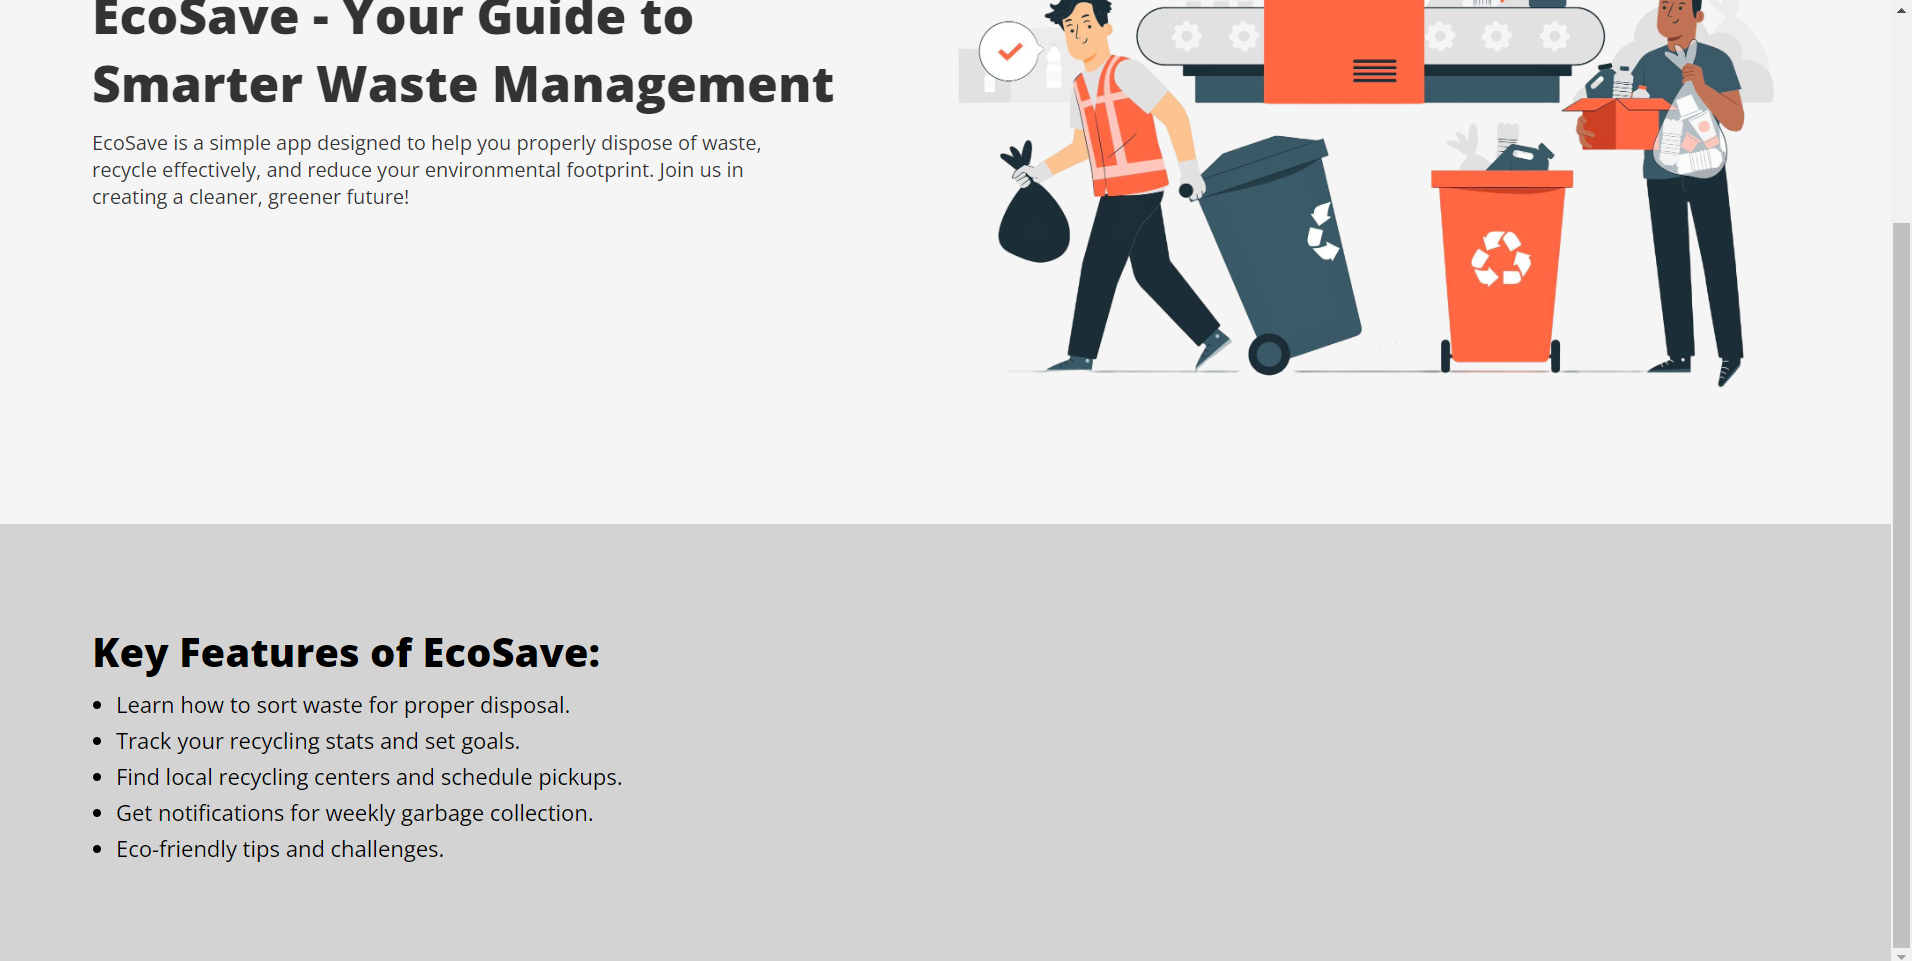 EcoSave - Your Guide to
Smarter Waste Management
EcoSave is a simple app designed to help you properly dispose of waste,
recycle effectively, and reduce your environmental footprint. Join us in
creating a cleaner, greener future!
Key Features of EcoSave:
Learn how to sort waste for proper disposal.
Track your recycling stats and set goals.
Find local recycling centers and schedule pickups.
Get notifications for weekly garbage collection.
Eco-friendly tips and challenges.